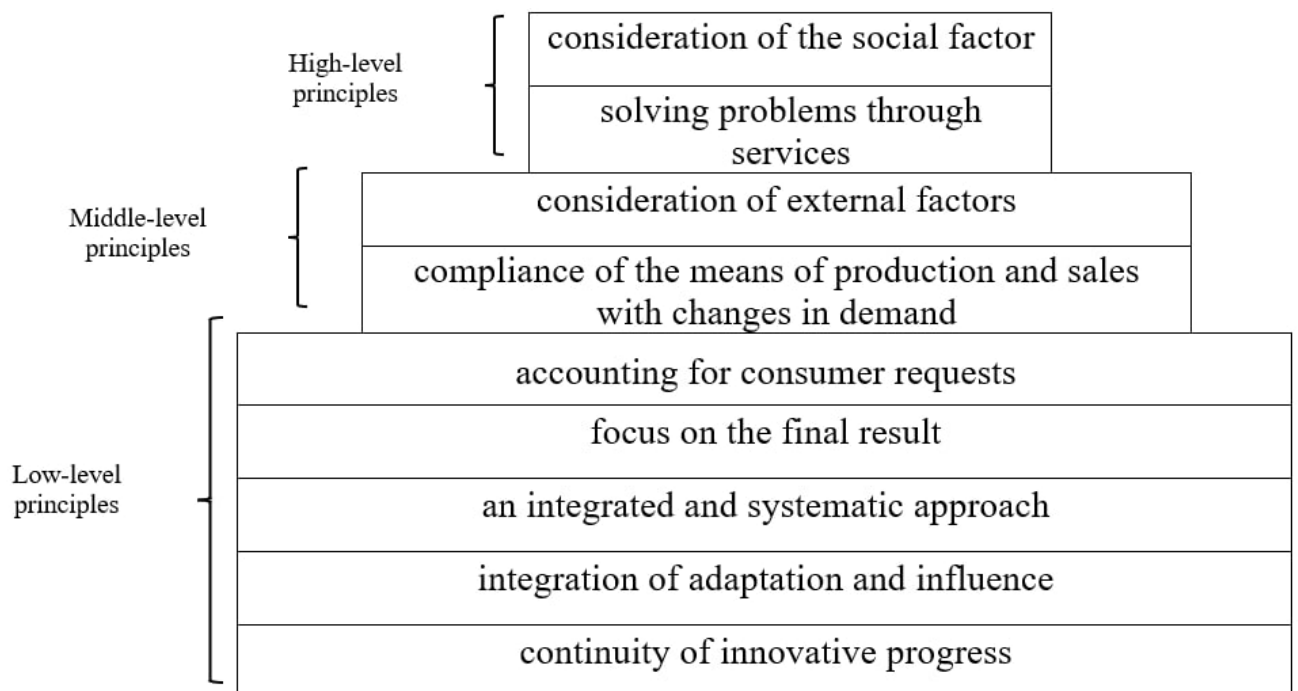 High-level
principles
consideration of the social factor
solving problems through
services
Middle-level
principles
consideration of external factors
compliance of the means of production and sales
with changes in demand
Low-level
principles
accounting for consumer requests
focus on the final result
an integrated and systematic approach
integration of adaptation and influence
continuity of innovative progress